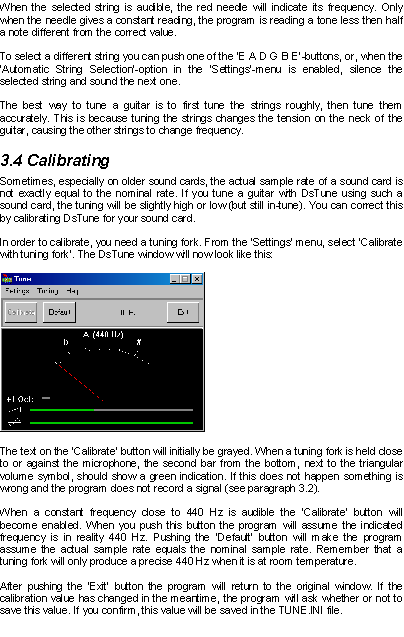 When the selected string is audible, the red needle will indicate its frequency. Only
when the needle gives a constant reading, the program is reading a tone less then half
a note different from the correct value.
To select a different string you can push one of the 'E A D G B E'-buttons, or, when the
'Automatic String Selection'-option in the 'Settings'-menu is enabled, silence the
selected string and sound the next one.
The best way to tune a guitar is to first tune the strings roughly, then tune them
accurately. This is because tuning the strings changes the tension on the neck of the
guitar, causing the other strings to change frequency.
3.4 Calibrating
Sometimes, especially on older sound cards, the actual sample rate of a sound card is
not exactly equal to the nominal rate. If you tune a guitar with DsTune using such a
sound card, the tuning will be slightly high or low (but still in-tune). You can correct this
by calibrating DsTune for your sound card.
In order to calibrate, you need a tuning fork. From the 'Settings' menu, select 'Calibrate
with tuning fork'. The DsTune window will now look like this:
Tune
Settings Tuning Help
Calibrate Default Exit
A (440 Hz)
b #
+1 Oct:
The text on the 'Calibrate' button will initially be grayed. When a tuning fork is held close
to or against the microphone, the second bar from the bottom, next to the triangular
volume symbol, should show a green indication. If this does not happen something is
wrong and the program does not record a signal (see paragraph 3.2).
When a constant frequency close to 440 Hz is audible the 'Calibrate' button will
become enabled. When you push this button the program will assume the indicated
frequency is in reality 440 Hz. Pushing the 'Default' button will make the program
assume the actual sample rate equals the nominal sample rate. Remember that a
tuning fork will only produce a precise 440 Hz when it is at room temperature.
After pushing the 'Exit' button the program will return to the original window. If the
calibration value has changed in the meantime, the program will ask whether or not to
save this value. If you confirm, this value will be saved in the TUNE.INI file.